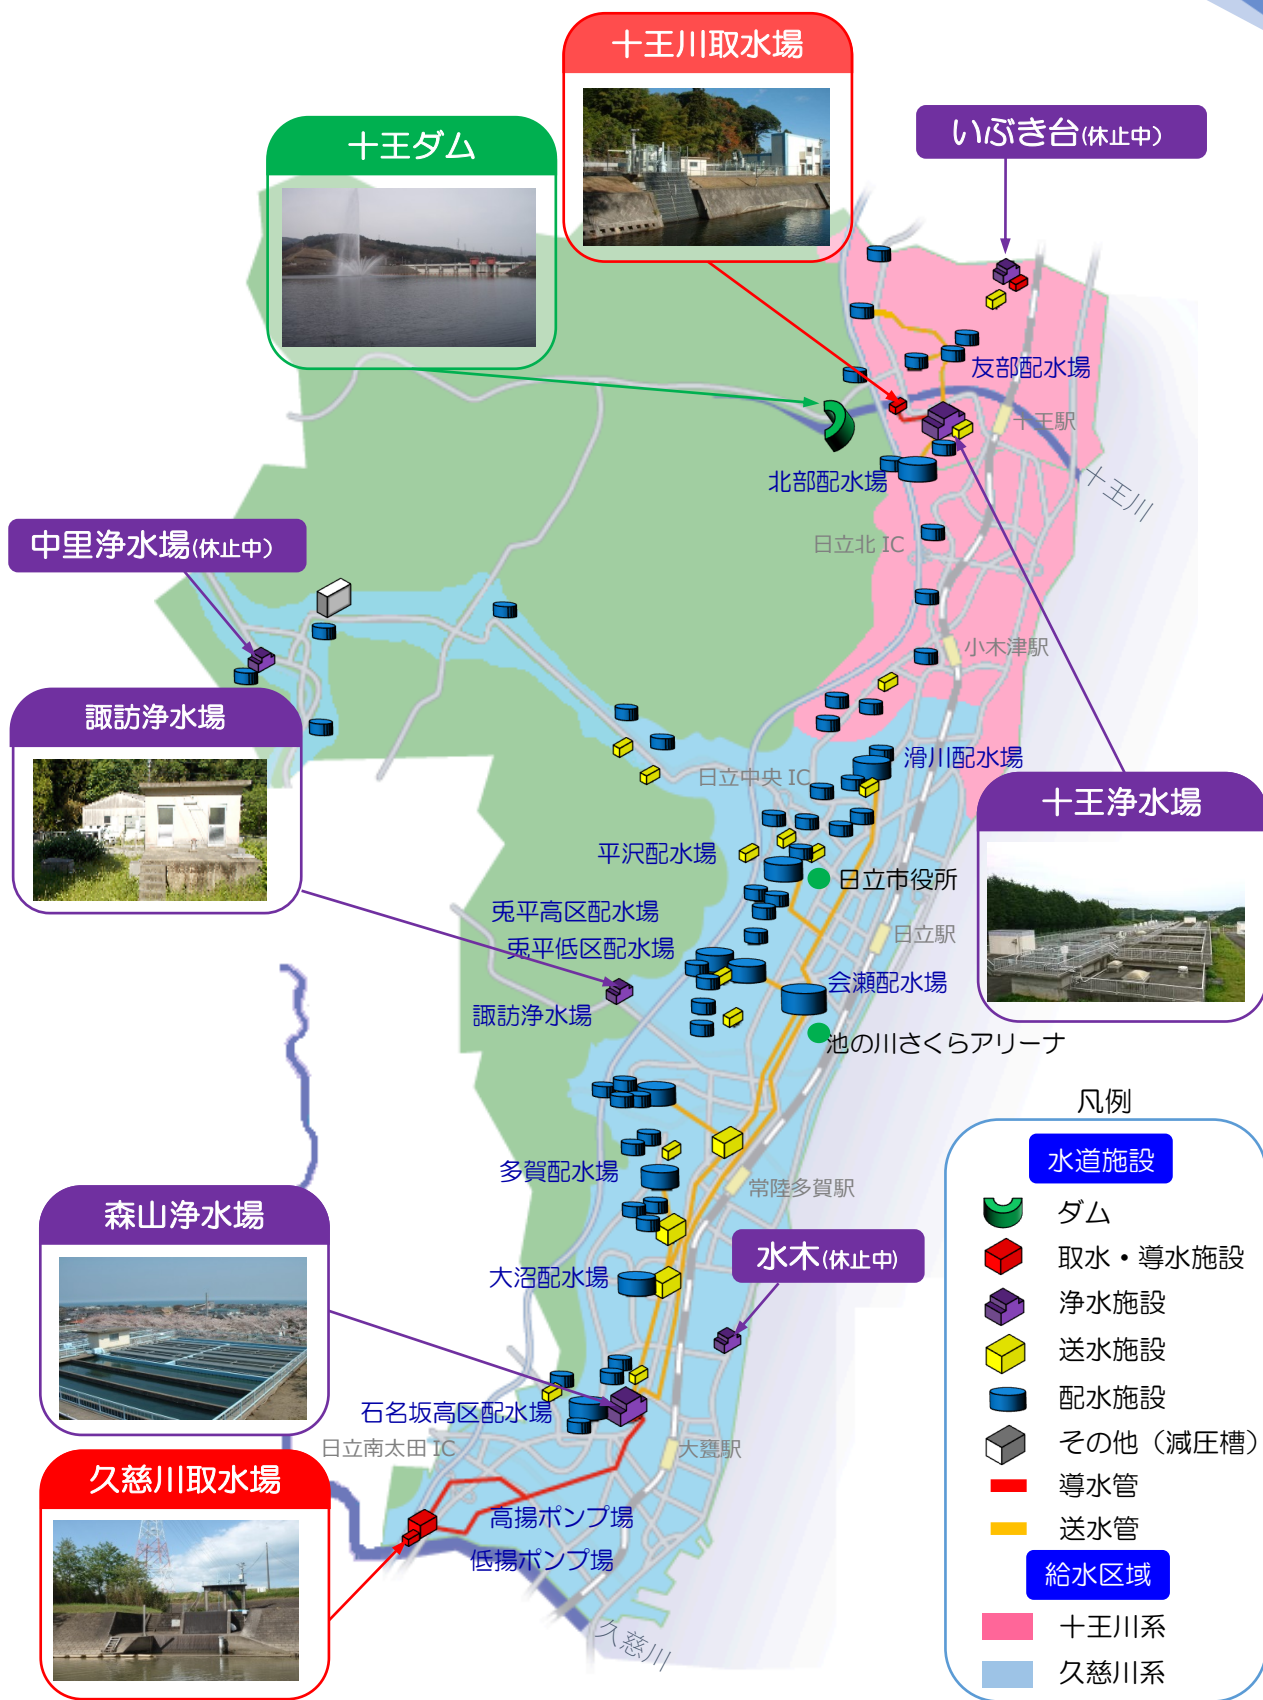 十王川取水場
いぶき台(休止中)
十王ダム
友部配水場
十王駅
北部配水場
十王川
中里浄水場(休止中)
日立北 IC
小木津駅
諏訪浄水場
滑川配水場
日立中央 IC
十王浄水場
平沢配水場
日立市役所
兎平高区配水場
日立駅
兎平低区配水場
会瀬配水場
諏訪浄水場
池の川さくらアリーナ
凡例
水道施設
多賀配水場
常陸多賀駅
ダム
森山浄水場
水木(休止中)
取水・導水施設
大沼配水場
浄水施設
送水施設
配水施設
石名坂高区配水場
日立南太田 IC
大甕駅
その他（減圧槽）
久慈川取水場
導水管
高揚ポンプ場
送水管
低揚ポンプ場
給水区域
久慈川
十王川系
久慈川系